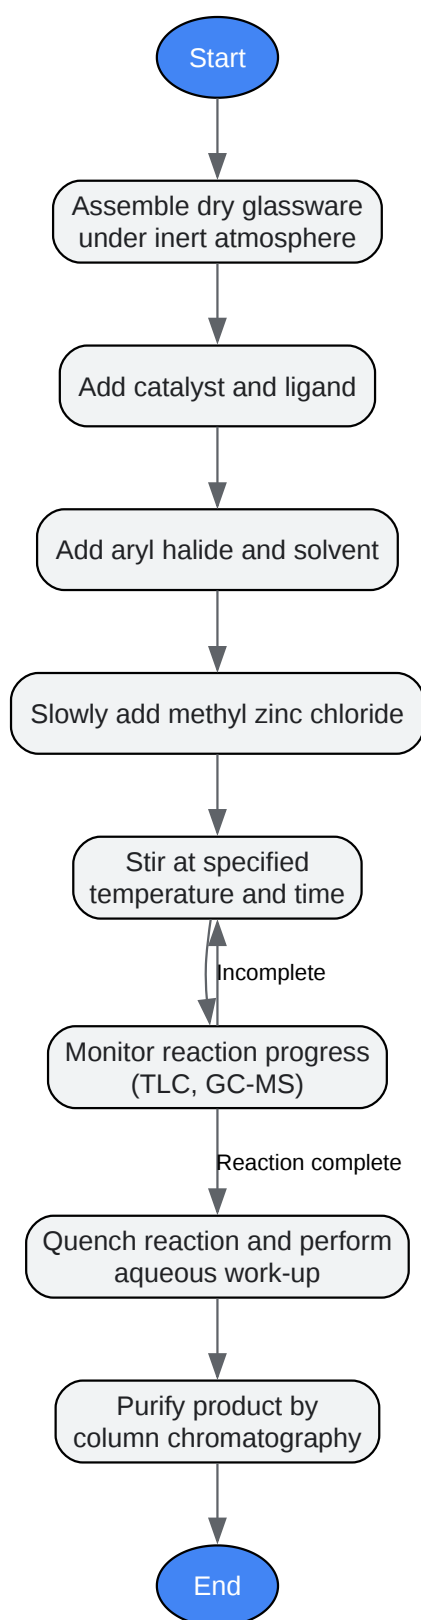 Start
Assemble dry glassware
under inert atmosphere
Add catalyst and ligand
Add aryl halide and solvent
Slowly add methyl zinc chloride
Stir at specified
temperature and time
Incomplete
Monitor reaction progress
(TLC, GC-MS)
Reaction complete
Quench reaction and perform
aqueous work-up
Purify product by
column chromatography
End